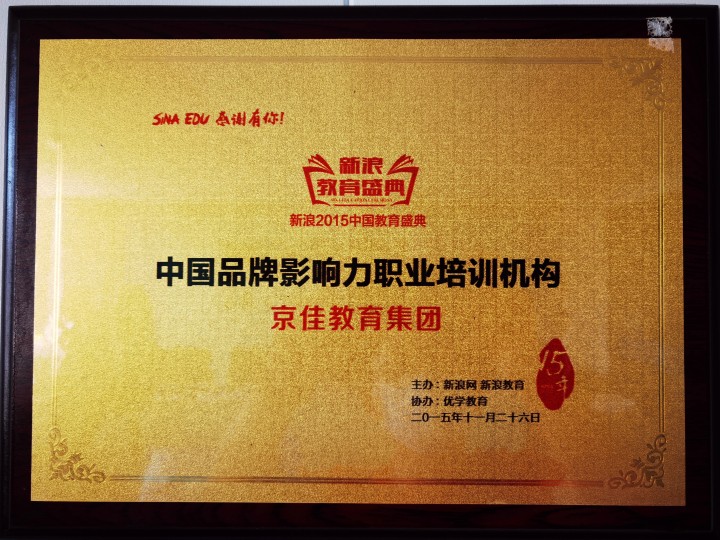 SINA EDU 感谢有你!
新浪
教育盛典
新浪2015中国教育盛典
中国品牌影响力职业培训机构
京佳教育集团
15年
主办：新浪网 新浪教育
协办：优学教育
二〇一五年十一月二十六日